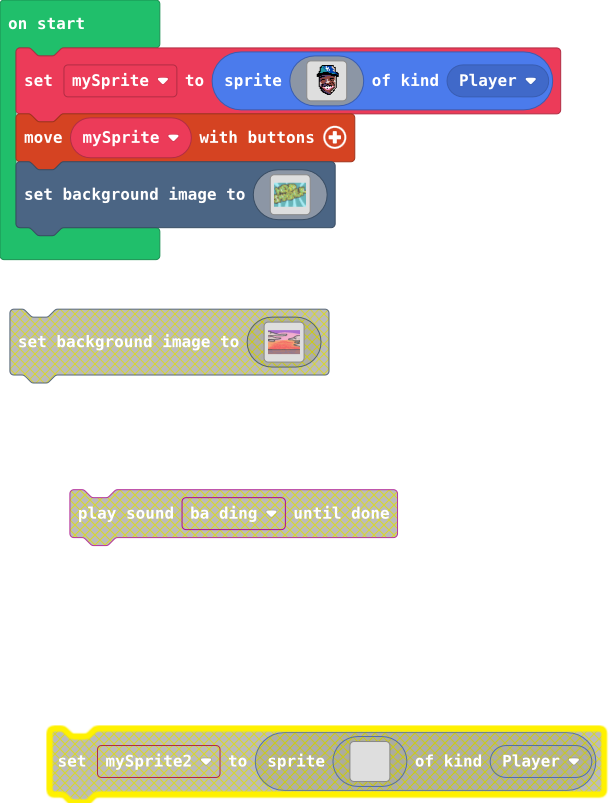 on start
set mySprite to sprite of kind Player
move mySprite with buttons
set background image to
set background image to
play sound ba ding until done
set mySprite2 to sprite of kind Player